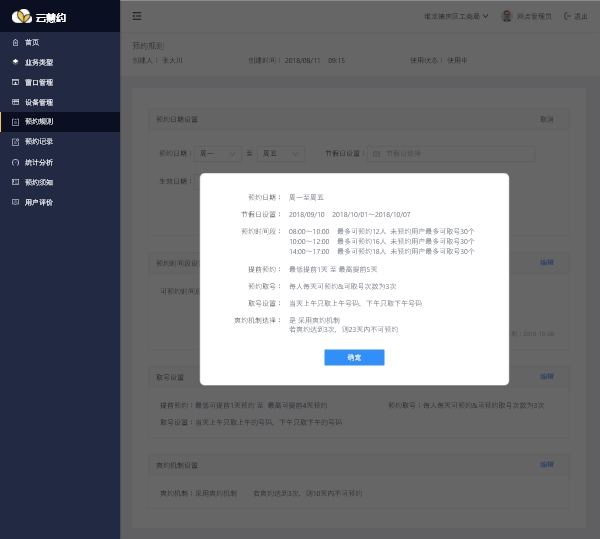 云慧约
首页
业务类型
窗口管理
设备管理
预约规则
预约记录
统计分析
预约须知
用户评价
网点管理员
退出
预约规则
创建人： 张大川
创建时间： 2018/08/11 09:15
使用状态： 使用中
预约日期设置
取消
预约日期： 周一 至 周五
节假日设置： 节假日选择
生效日期：
预约时间段设
编辑
可预约时间
2018-10-08
取号设置
编辑
提前预约：最低可提前1天预约 至 最高可提前4天预约
预约取号：每人每天可预约&可预约取号次数为3次
取号设置：当天上午只取上午的号码，下午只取下午的号码
爽约机制设置
编辑
爽约机制：采用爽约机制 若爽约达到3次，则10天内不可预约
预约日期： 周一至周五
节假日设置： 2018/09/10 2018/10/01～2018/10/07
预约时间段： 08:00～10:00 最多可预约12人 未预约用户最多可取号30个
10:00～12:00 最多可预约16人 未预约用户最多可取号30个
14:00～17:00 最多可预约18人 未预约用户最多可取号30个
提前预约： 最低提前1天 至 最高提前5天
预约取号： 每人每天可预约&可取号次数为3次
取号设置： 当天上午只取上午号码，下午只取下午号码
爽约机制选择： 是 采用爽约机制
若爽约达到3次，则23天内不可预约
确定